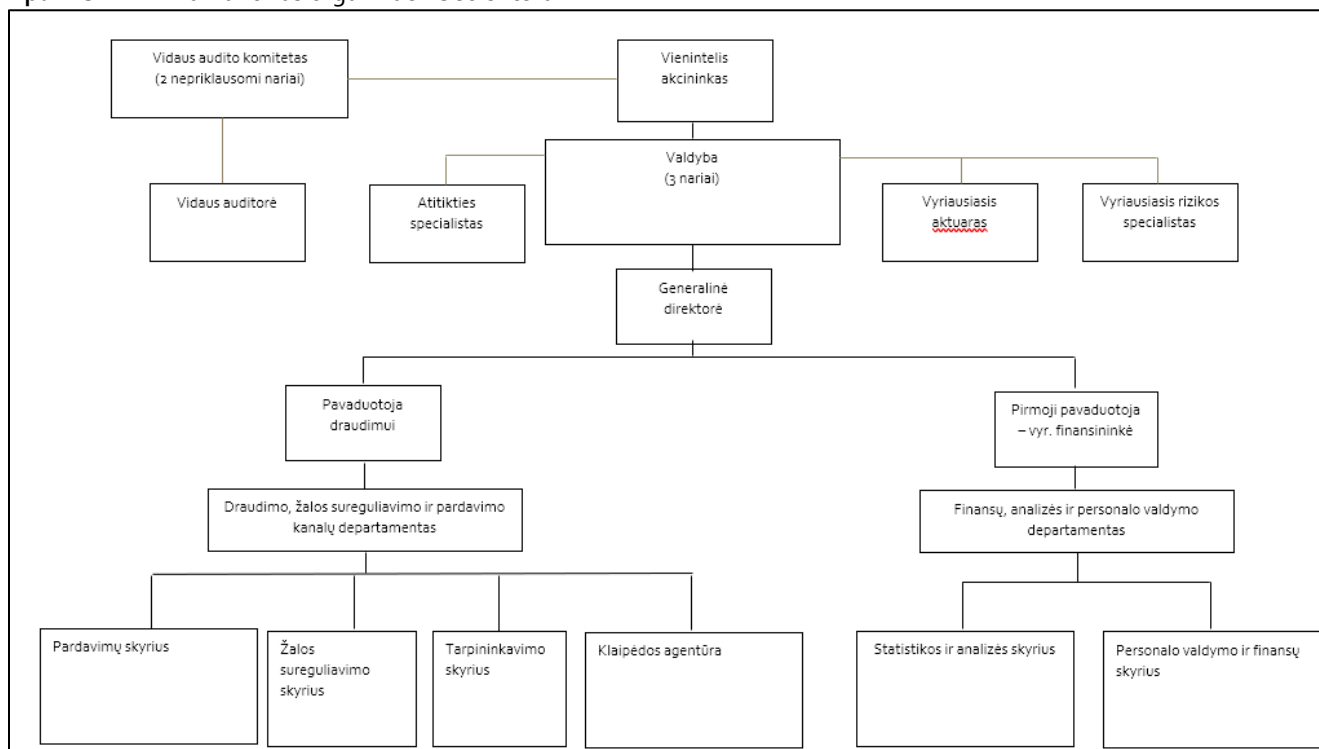 Vidaus audito komitetas
(2 nepriklausomi nariai)
Vienintelis
akcininkas
Valdyba
(3 nariai)
Vidaus auditorė
Atitikties
specialistas
Vyriausiasis
aktuaras
Vyriausiasis rizikos
specialistas
Generalinė
direktorė
Pavaduotoja
draudimui
Pirmoji pavaduotoja
– vyr. finansininkė
Draudimo, žalos sureguliavimo ir pardavimo
kanalų departamentas
Finansų, analizės ir personalo valdymo
departamentas
Pardavimų skyrius
Žalos
sureguliavimo
skyrius
Tarpininkavimo
skyrius
Klaipėdos agentūra
Statistikos ir analizės skyrius
Personalo valdymo ir finansų
skyrius